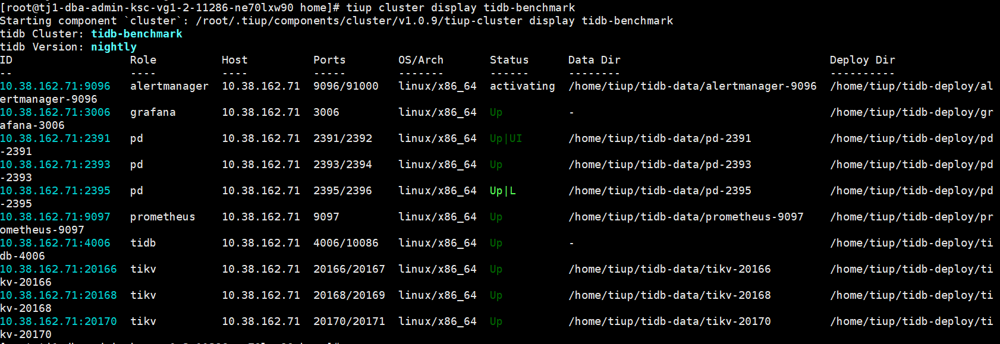 [root@tj1-dba-admin-ksc-vg1-2-11286-ne70lxw90 home]# tiup cluster display tidb-benchmark
Starting component `cluster`: /root/.tiup/components/cluster/v1.0.9/tiup-cluster display tidb-benchmark
tidb Cluster: tidb-benchmark
tidb Version: nightly
ID Role Host Ports OS/Arch Status Data Dir Deploy Dir
-- ---- ---- ----- ------- ------ -------- ----------
10.38.162.71:9096 alertmanager 10.38.162.71 9096/91000 linux/x86_64 activating /home/tiup/tidb-data/alertmanager-9096 /home/tiup/tidb-deploy/al
ertmanager-9096
10.38.162.71:3006 grafana 10.38.162.71 3006 linux/x86_64 Up - /home/tiup/tidb-deploy/gr
afana-3006
10.38.162.71:2391 pd 10.38.162.71 2391/2392 linux/x86_64 Up|UI /home/tiup/tidb-data/pd-2391 /home/tiup/tidb-deploy/pd
-2391
10.38.162.71:2393 pd 10.38.162.71 2393/2394 linux/x86_64 Up /home/tiup/tidb-data/pd-2393 /home/tiup/tidb-deploy/pd
-2393
10.38.162.71:2395 pd 10.38.162.71 2395/2396 linux/x86_64 Up|L /home/tiup/tidb-data/pd-2395 /home/tiup/tidb-deploy/pd
-2395
10.38.162.71:9097 prometheus 10.38.162.71 9097 linux/x86_64 Up /home/tiup/tidb-data/prometheus-9097 /home/tiup/tidb-deploy/pr
ometheus-9097
10.38.162.71:4006 tidb 10.38.162.71 4006/10086 linux/x86_64 Up - /home/tiup/tidb-deploy/ti
db-4006
10.38.162.71:20166 tikv 10.38.162.71 20166/20167 linux/x86_64 Up /home/tiup/tidb-data/tikv-20166 /home/tiup/tidb-deploy/ti
kv-20166
10.38.162.71:20168 tikv 10.38.162.71 20168/20169 linux/x86_64 Up /home/tiup/tidb-data/tikv-20168 /home/tiup/tidb-deploy/ti
kv-20168
10.38.162.71:20170 tikv 10.38.162.71 20170/20171 linux/x86_64 Up /home/tiup/tidb-data/tikv-20170 /home/tiup/tidb-deploy/ti
kv-20170